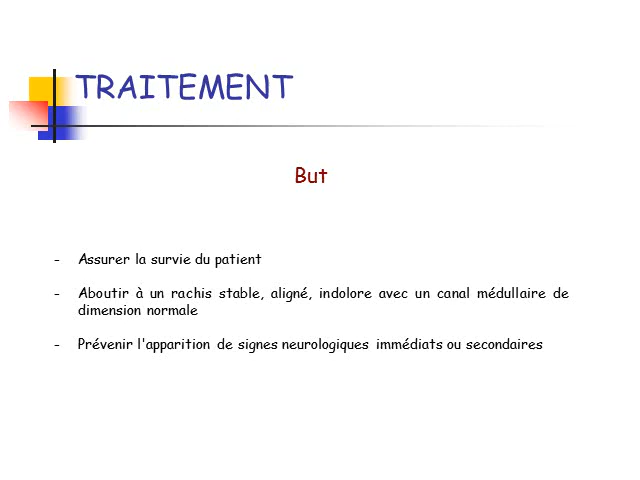 TRAITEMENT
But
- Assurer la survie du patient
- Aboutir à un rachis stable, aligné, indolore avec un canal médullaire de
dimension normale
- Prévenir l'apparition de signes neurologiques immédiats ou secondaires